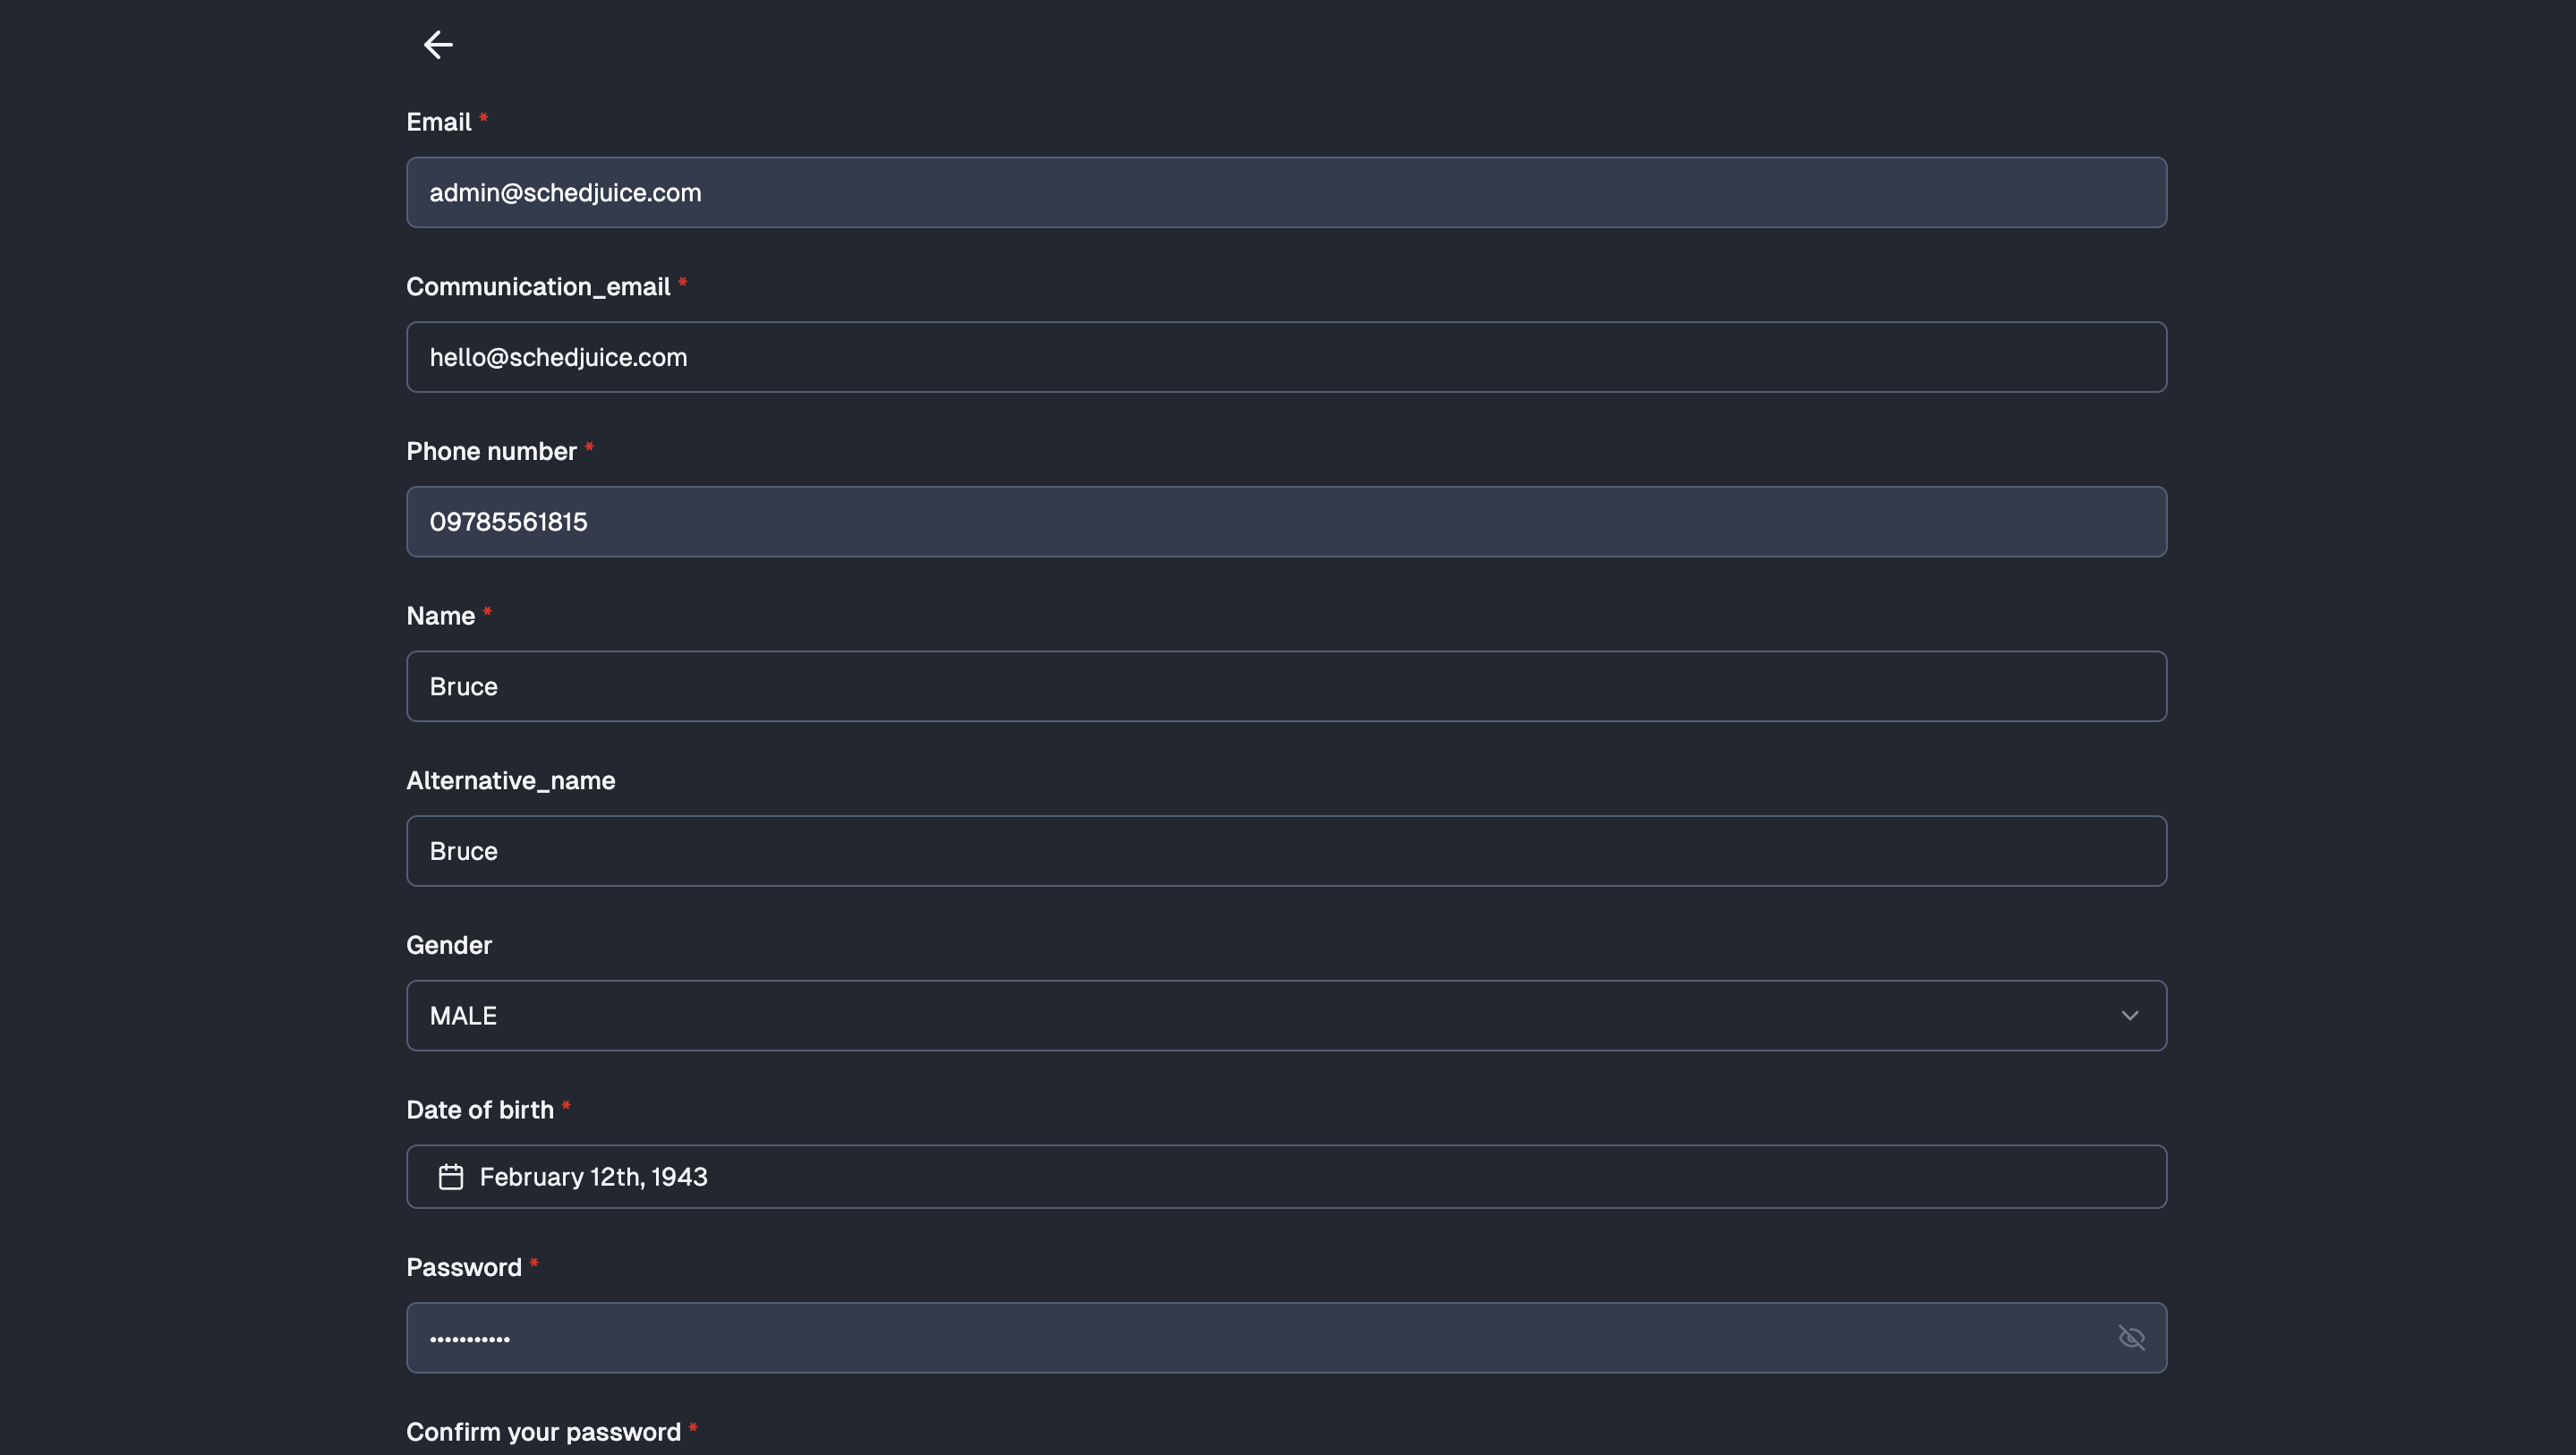 Email *
admin@schedjuice.com
Communication_email *
hello@schedjuice.com
Phone number *
09785561815
Name *
Bruce
Alternative_name
Bruce
Gender
MALE
Date of birth *
February 12th, 1943
Password *
•••••••••••
Confirm your password *